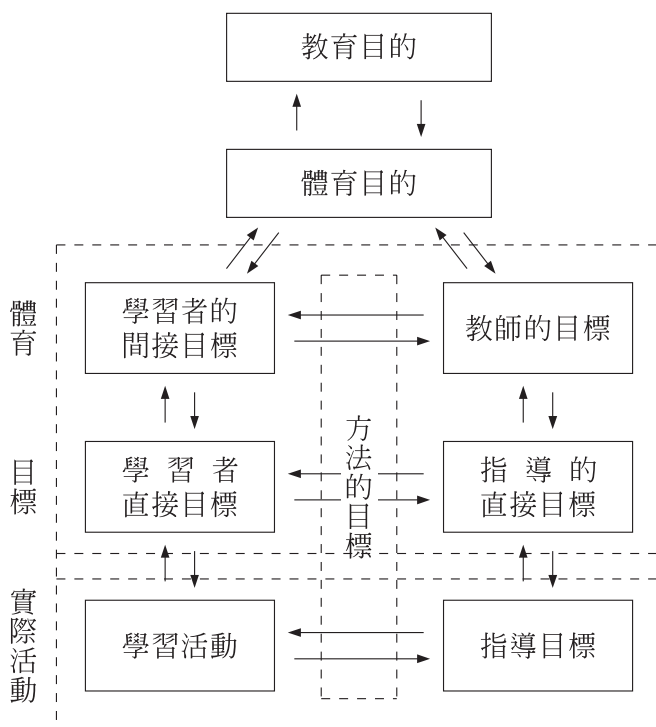 教育目的
體育目的
體育
學習者的
間接目標
教師的目標
目標
學習者
直接目標
方法的目標
指導的
直接目標
實際活動
學習活動
指導目標